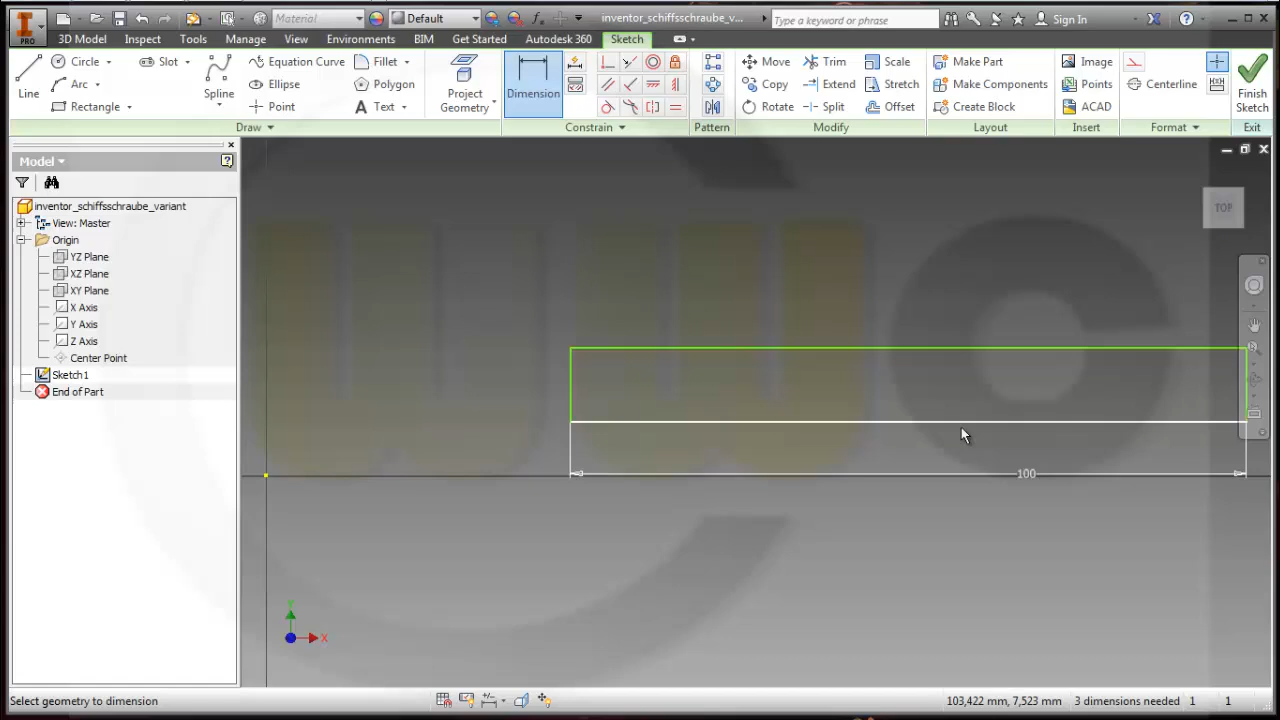 PRO
Material
Default
inventor_schiffsschraube_v...
Type a keyword or phrase
Sign In
3D Model Inspect Tools Manage View Environments BIM Get Started Autodesk 360 Sketch
Line
Circle
Arc
Rectangle
Slot
Spline
Equation Curve
Ellipse
Point
Fillet
Polygon
Text
Project
Geometry
Dimension
Move
Copy
Rotate
Trim
Extend
Split
Scale
Stretch
Offset
Make Part
Make Components
Create Block
Image
Points
ACAD
Centerline
Finish
Sketch
Draw Constrain Pattern Modify Layout Insert Format Exit
Model
inventor_schiffsschraube_variant
View: Master
Origin
YZ Plane
XZ Plane
XY Plane
X Axis
Y Axis
Z Axis
Center Point
Sketch1
End of Part
TOP
100
Y
X
Select geometry to dimension
103,422 mm, 7,523 mm 3 dimensions needed 1 1